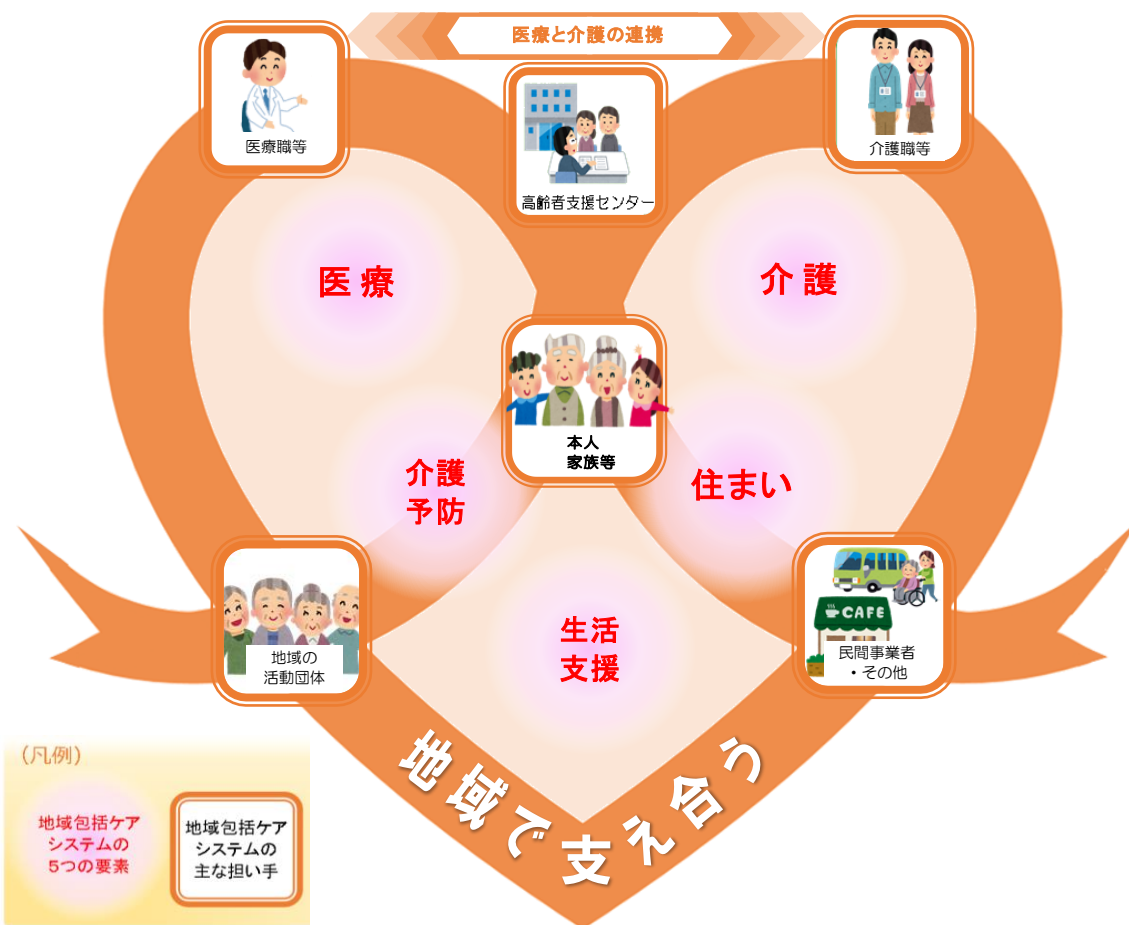 医療と介護の連携
医療職等
高齢者支援センター
介護職等
医療
介護
本人
家族等
介護
予防
住まい
生活
支援
地域の
活動団体
CAFE
民間事業者
・その他
地域で支え合う
(凡例)
地域包括ケア
システムの
5つの要素
地域包括ケア
システムの
主な担い手